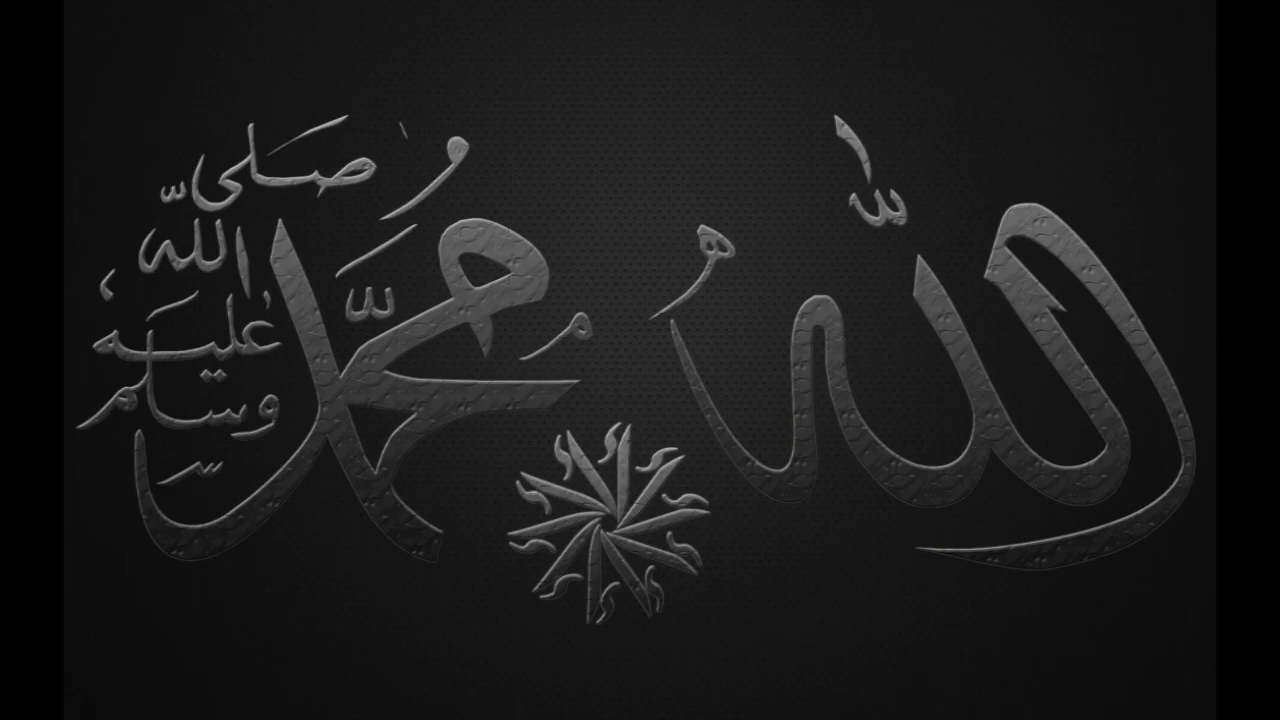 الله
محمد
صلى
الله
عليه
وسلم